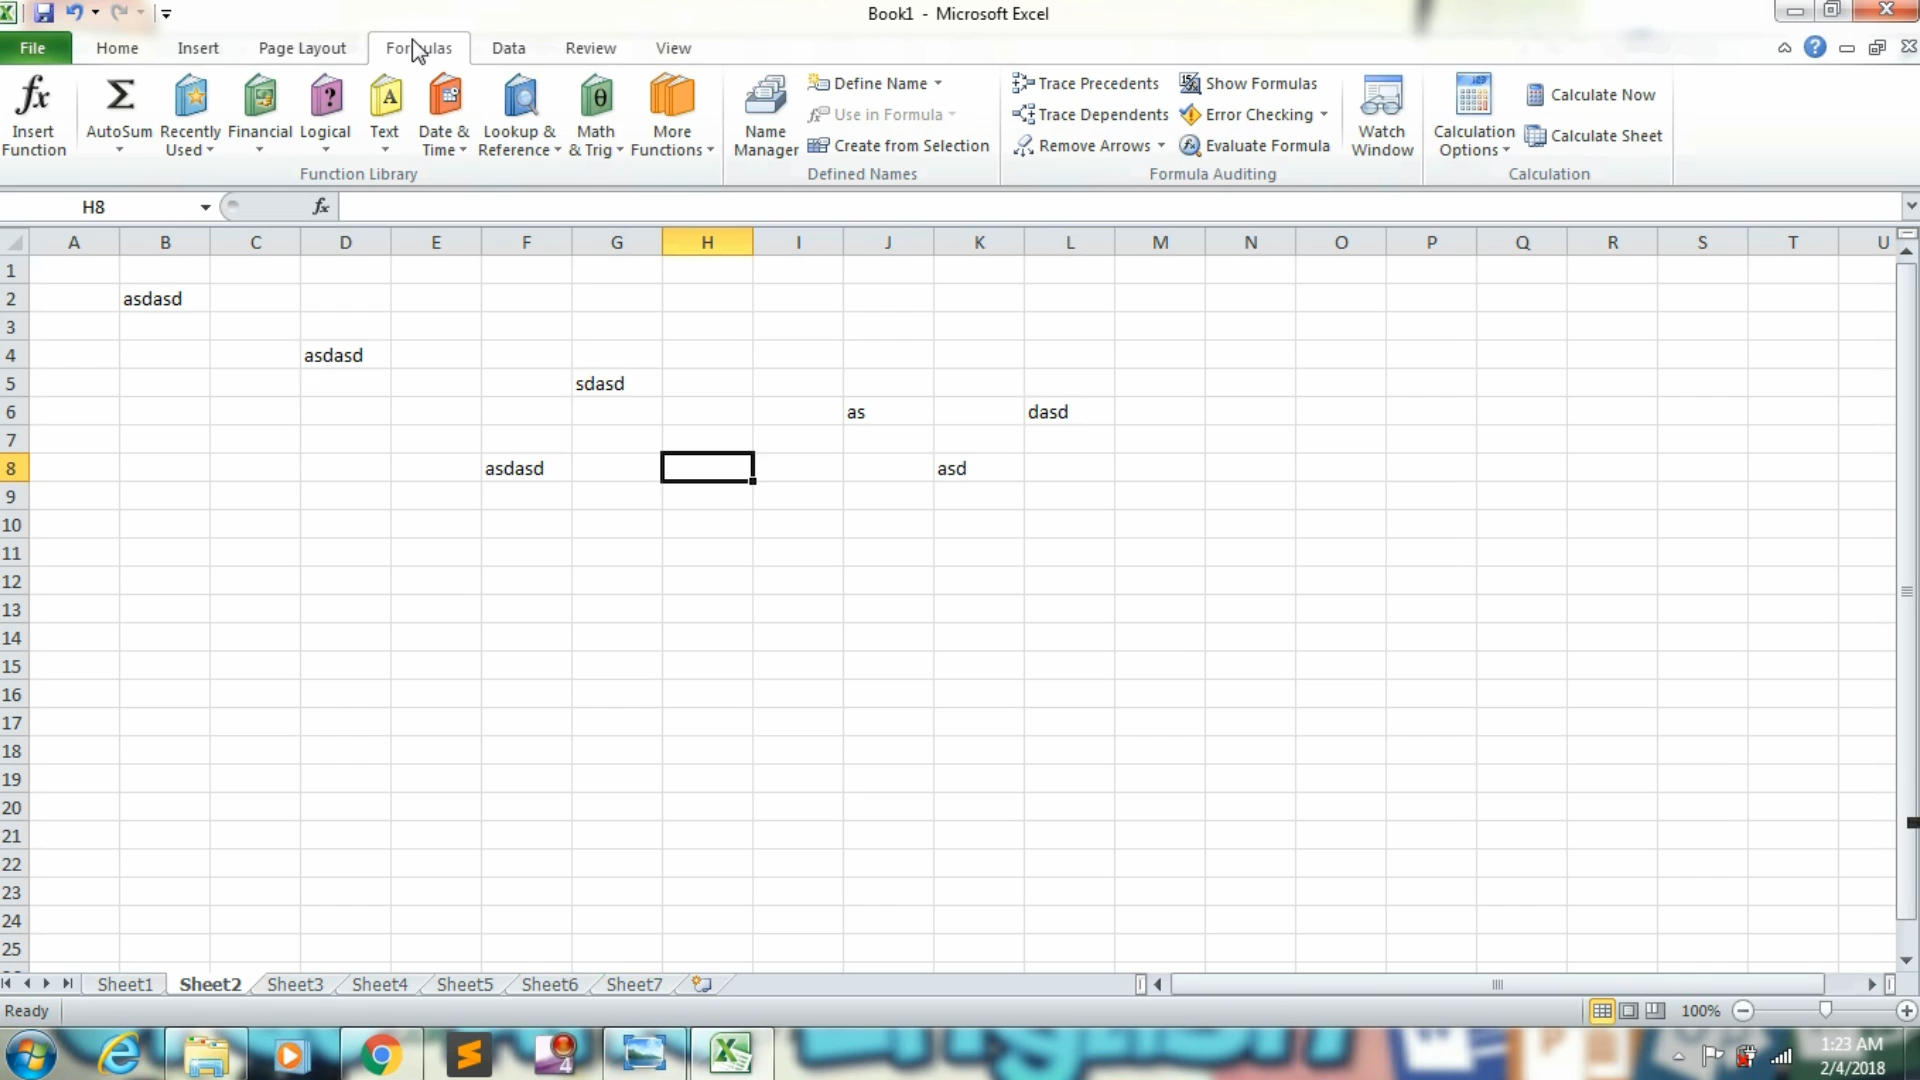 Book1 - Microsoft Excel
File Home Insert Page Layout Formulas Data Review View
Insert Function
AutoSum
Recently Used
Financial
Logical
Text
Date & Time
Lookup & Reference
Math & Trig
More Functions
Function Library
Name Manager
Define Name
Use in Formula
Create from Selection
Defined Names
Trace Precedents
Trace Dependents
Remove Arrows
Show Formulas
Error Checking
Evaluate Formula
Formula Auditing
Watch Window
Calculation Options
Calculate Now
Calculate Sheet
Calculation
H8 fx
A B C D E F G H I J K L M N O P Q R S T U
1
2 asdasd
3
4 asdasd
5 sdasd
6 as dasd
7
8 asdasd asd
9
10
11
12
13
14
15
16
17
18
19
20
21
22
23
24
25
Sheet1 Sheet2 Sheet3 Sheet4 Sheet5 Sheet6 Sheet7
Ready 100%
English
1:23 AM
2/4/2018